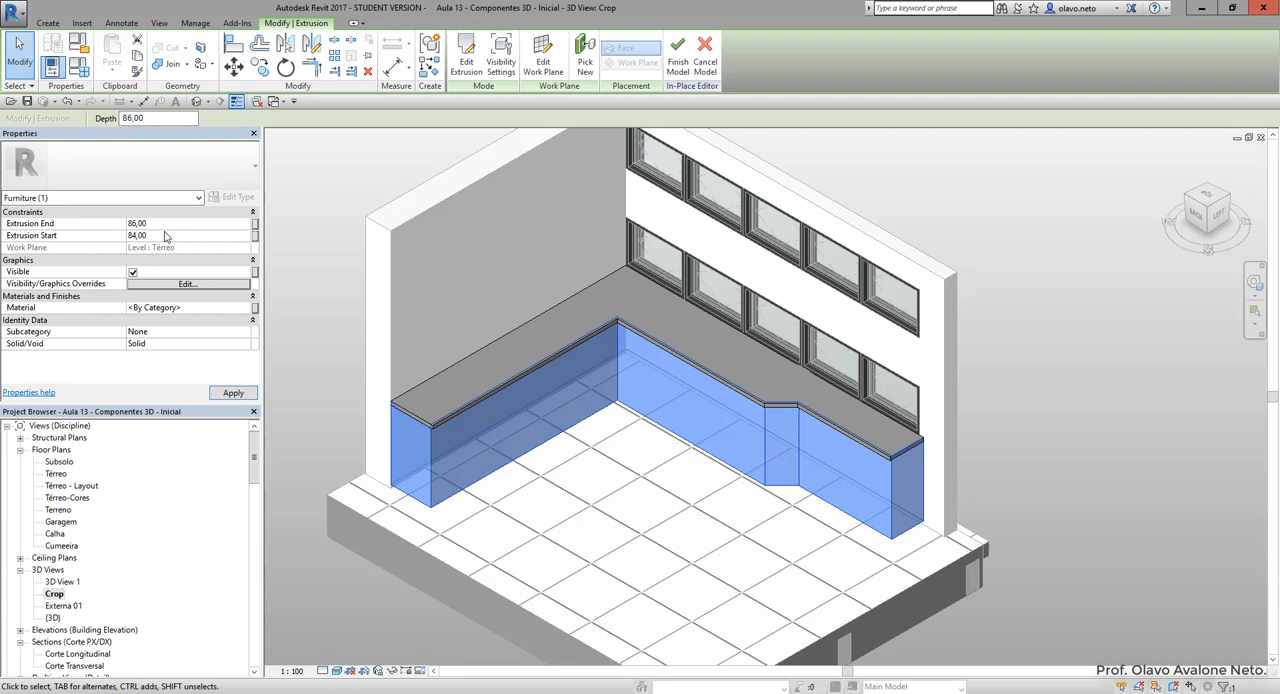 Autodesk Revit 2017 - STUDENT VERSION - Aula 13 - Componentes 3D - Inicial - 3D View: Crop
Type a keyword or phrase
olavo.neto
Create Insert Annotate View Manage Add-Ins Modify | Extrusion
Modify
Paste
Cut
Join
Edit Extrusion
Visibility Settings
Edit Work Plane
Pick New
Face
Work Plane
Finish Model
Cancel Model
Select Properties Clipboard Geometry Modify Measure Create Mode Work Plane Placement In-Place Editor
Modify | Extrusion Depth 86,00
Properties
Furniture (1) Edit Type
Constraints
Extrusion End 86,00
Extrusion Start 84,00
Work Plane Level : Térreo
Graphics
Visible
Visibility/Graphics Overrides Edit...
Materials and Finishes
Material <By Category>
Identity Data
Subcategory None
Solid/Void Solid
Properties help Apply
Project Browser - Aula 13 - Componentes 3D - Inicial
Views (Discipline)
Structural Plans
Floor Plans
Subsolo
Térreo
Térreo - Layout
Térreo-Cores
Terreno
Garagem
Calha
Cumeeira
Ceiling Plans
3D Views
3D View 1
Crop
Externa 01
{3D}
Elevations (Building Elevation)
Sections (Corte PX/DX)
Corte Longitudinal
Corte Transversal
BACK LEFT
1 : 100
Prof. Olavo Avalone Neto.
Click to select, TAB for alternates, CTRL adds, SHIFT unselects.
:0
Main Model
:1